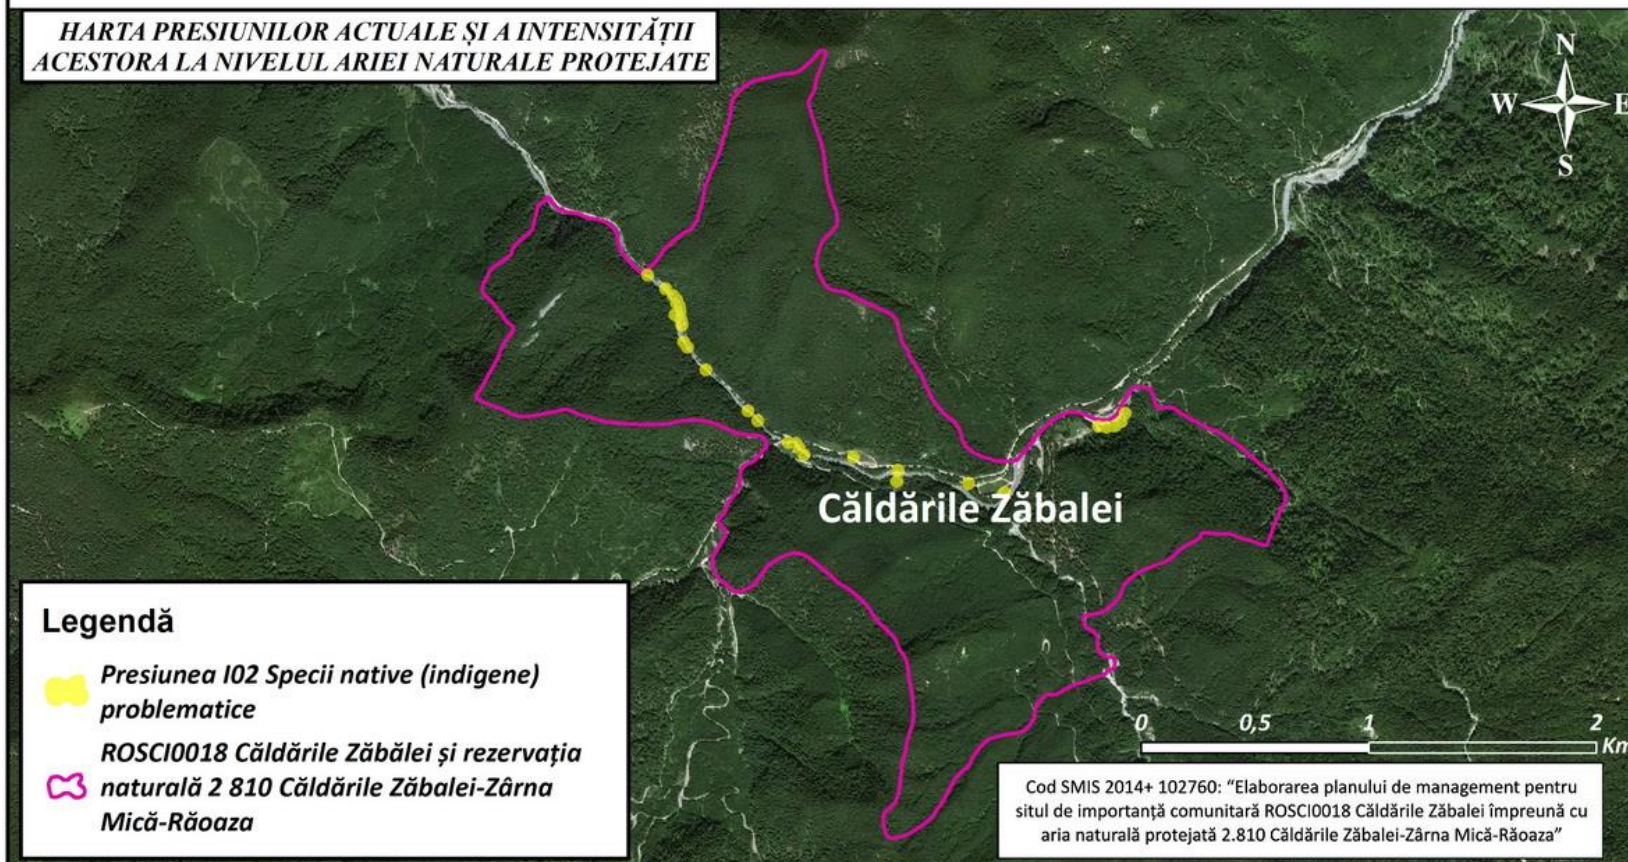 HARTA PRESIUNILOR ACTUALE ȘI A INTENSITĂȚII
ACESTORA LA NIVELUL ARIEI NATURALE PROTEJATE
N
W
E
S
Căldările Zăbalei
Legendă
Presiunea I02 Specii native (indigene)
problematice
ROSCI0018 Căldările Zăbălei și rezervația
naturală 2 810 Căldările Zăbalei-Zârna
Mică-Răoaza
0 0,5 1 2
Km
Cod SMIS 2014+ 102760: “Elaborarea planului de management pentru
situl de importanță comunitară ROSCI0018 Căldările Zăbalei împreună cu
aria naturală protejată 2.810 Căldările Zăbalei-Zârna Mică-Răoaza”